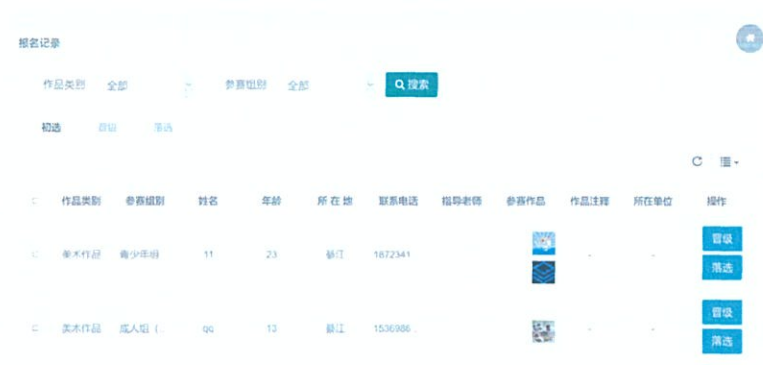 报名记录
作品类别 全部 参赛组别 全部 搜索
初选 晋级 落选
作品类别 参赛组别 姓名 年龄 所在地 联系电话 指导老师 参赛作品 作品注释 所在单位 操作
美术作品 青少年组 11 23 綦江 1872341 - - 晋级
落选
美术作品 成人组（. qq 13 綦江 1536986 . - - 晋级
落选